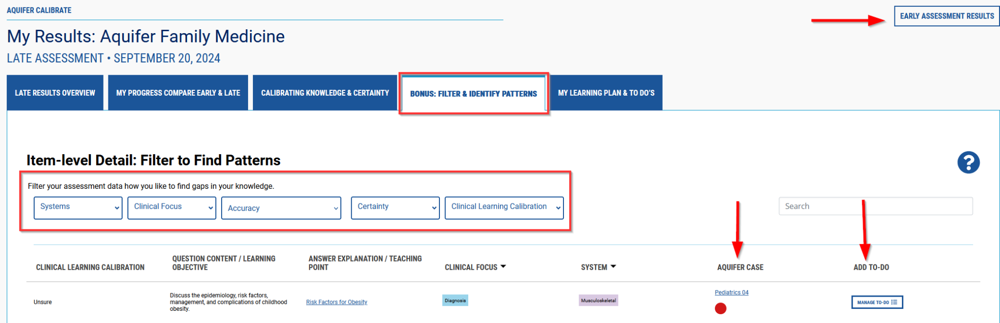 AQUIFER CALIBRATE
EARLY ASSESSMENT RESULTS
My Results: Aquifer Family Medicine
LATE ASSESSMENT • SEPTEMBER 20, 2024
LATE RESULTS OVERVIEW
MY PROGRESS COMPARE EARLY & LATE
CALIBRATING KNOWLEDGE & CERTAINTY
BONUS: FILTER & IDENTIFY PATTERNS
MY LEARNING PLAN & TO DO'S
Item-level Detail: Filter to Find Patterns
?
Filter your assessment data how you like to find gaps in your knowledge.
Systems
Clinical Focus
Accuracy
Certainty
Clinical Learning Calibration
Search
CLINICAL LEARNING CALIBRATION
QUESTION CONTENT / LEARNING
OBJECTIVE
ANSWER EXPLANATION / TEACHING
POINT
CLINICAL FOCUS
SYSTEM
AQUIFER CASE
ADD TO-DO
Unsure
Discuss the epidemiology, risk factors,
management, and complications of childhood
obesity.
Risk Factors for Obesity
Diagnosis
Musculoskeletal
Pediatrics 04
MANAGE TO-DO